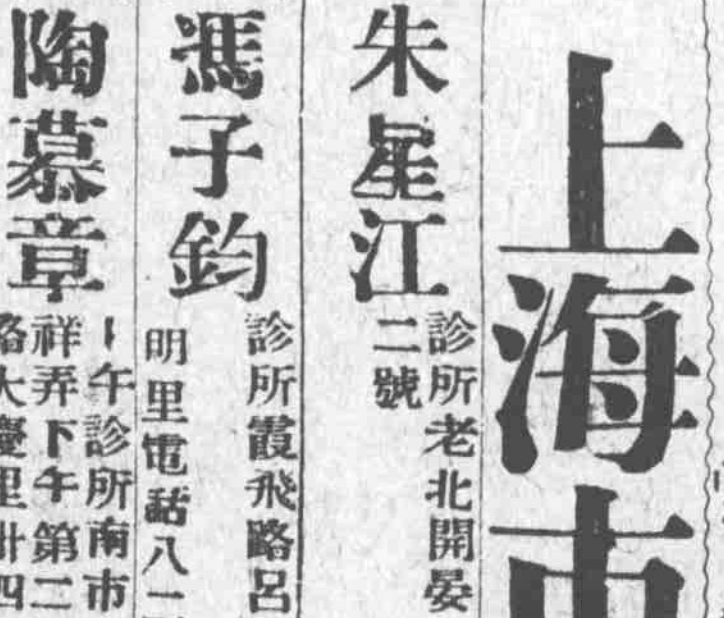 上海市
朱星江
診所老北開晏
二號
馮子鈞
診所霞飛路呂
明里電話八一
陶慕章
午診所南市
祥弄下午第二
路大慶里卅四